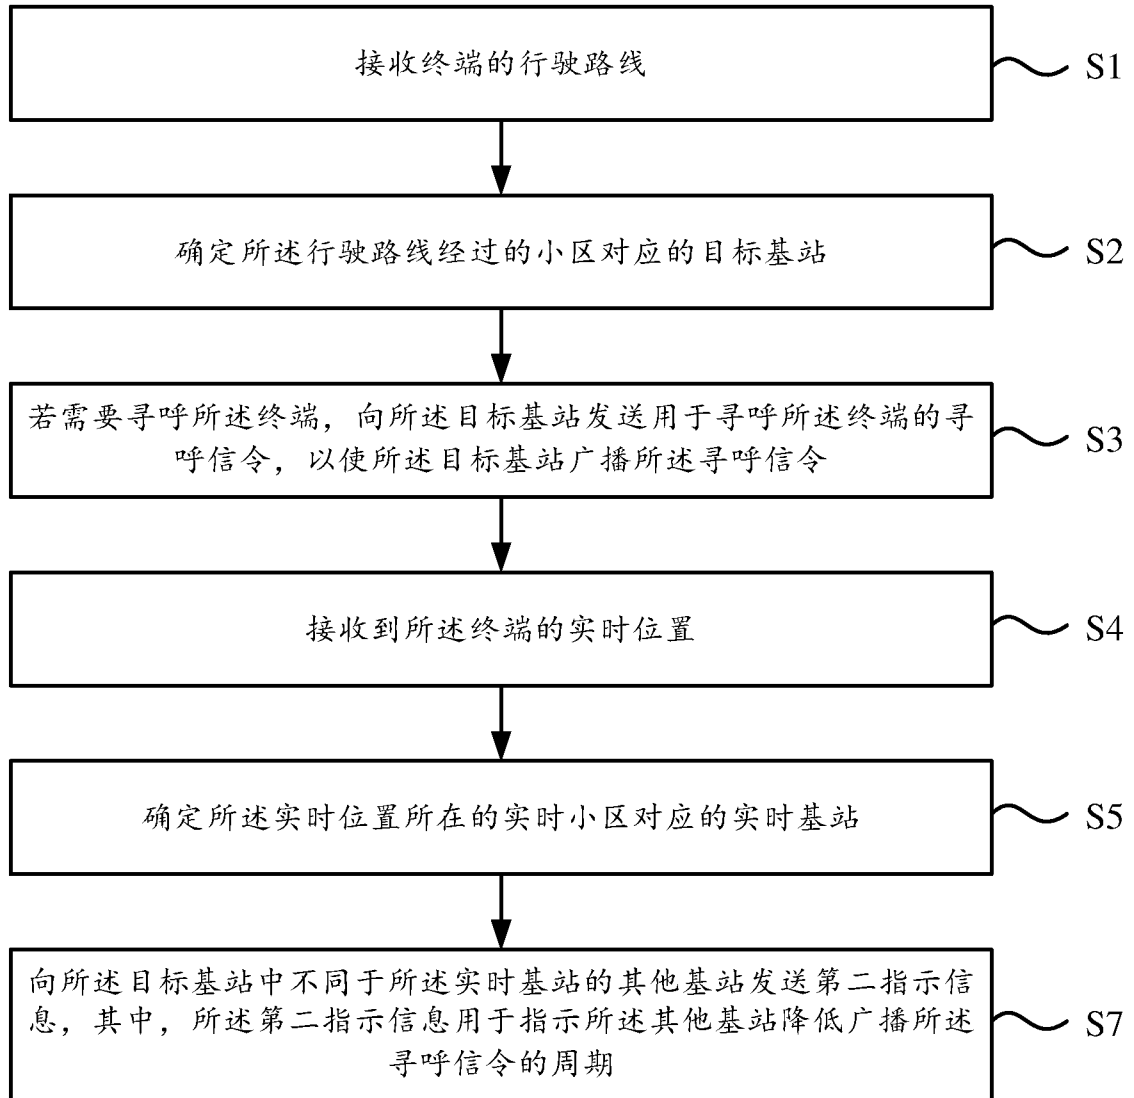 接收终端的行驶路线
S1
确定所述行驶路线经过的小区对应的目标基站
S2
若需要寻呼所述终端，向所述目标基站发送用于寻呼所述终端的寻
呼信令，以使所述目标基站广播所述寻呼信令
S3
接收到所述终端的实时位置
S4
确定所述实时位置所在的实时小区对应的实时基站
S5
向所述目标基站中不同于所述实时基站的其他基站发送第二指示信
息，其中，所述第二指示信息用于指示所述其他基站降低广播所述
寻呼信令的周期
S7